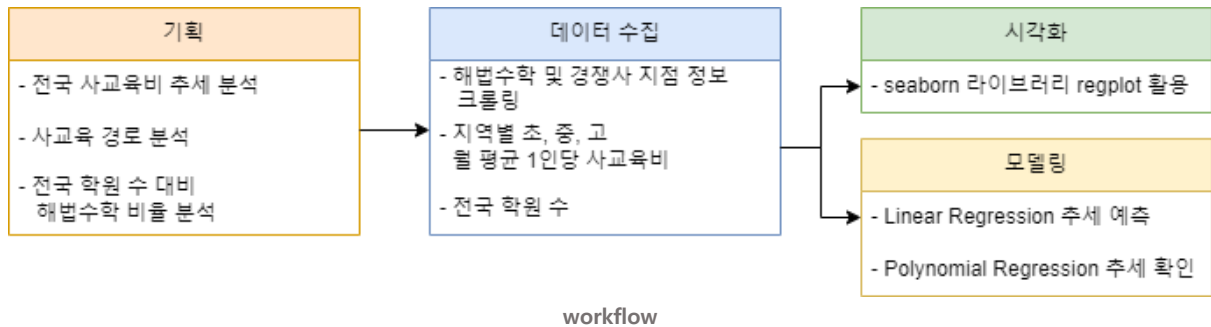 기획
- 전국 사교육비 추세 분석
- 사교육 경로 분석
- 전국 학원 수 대비
해법수학 비율 분석
데이터 수집
- 해법수학 및 경쟁사 지점 정보
크롤링
- 지역별 초, 중, 고
월 평균 1인당 사교육비
- 전국 학원 수
시각화
- seaborn 라이브러리 regplot 활용
모델링
- Linear Regression 추세 예측
- Polynomial Regression 추세 확인
workflow